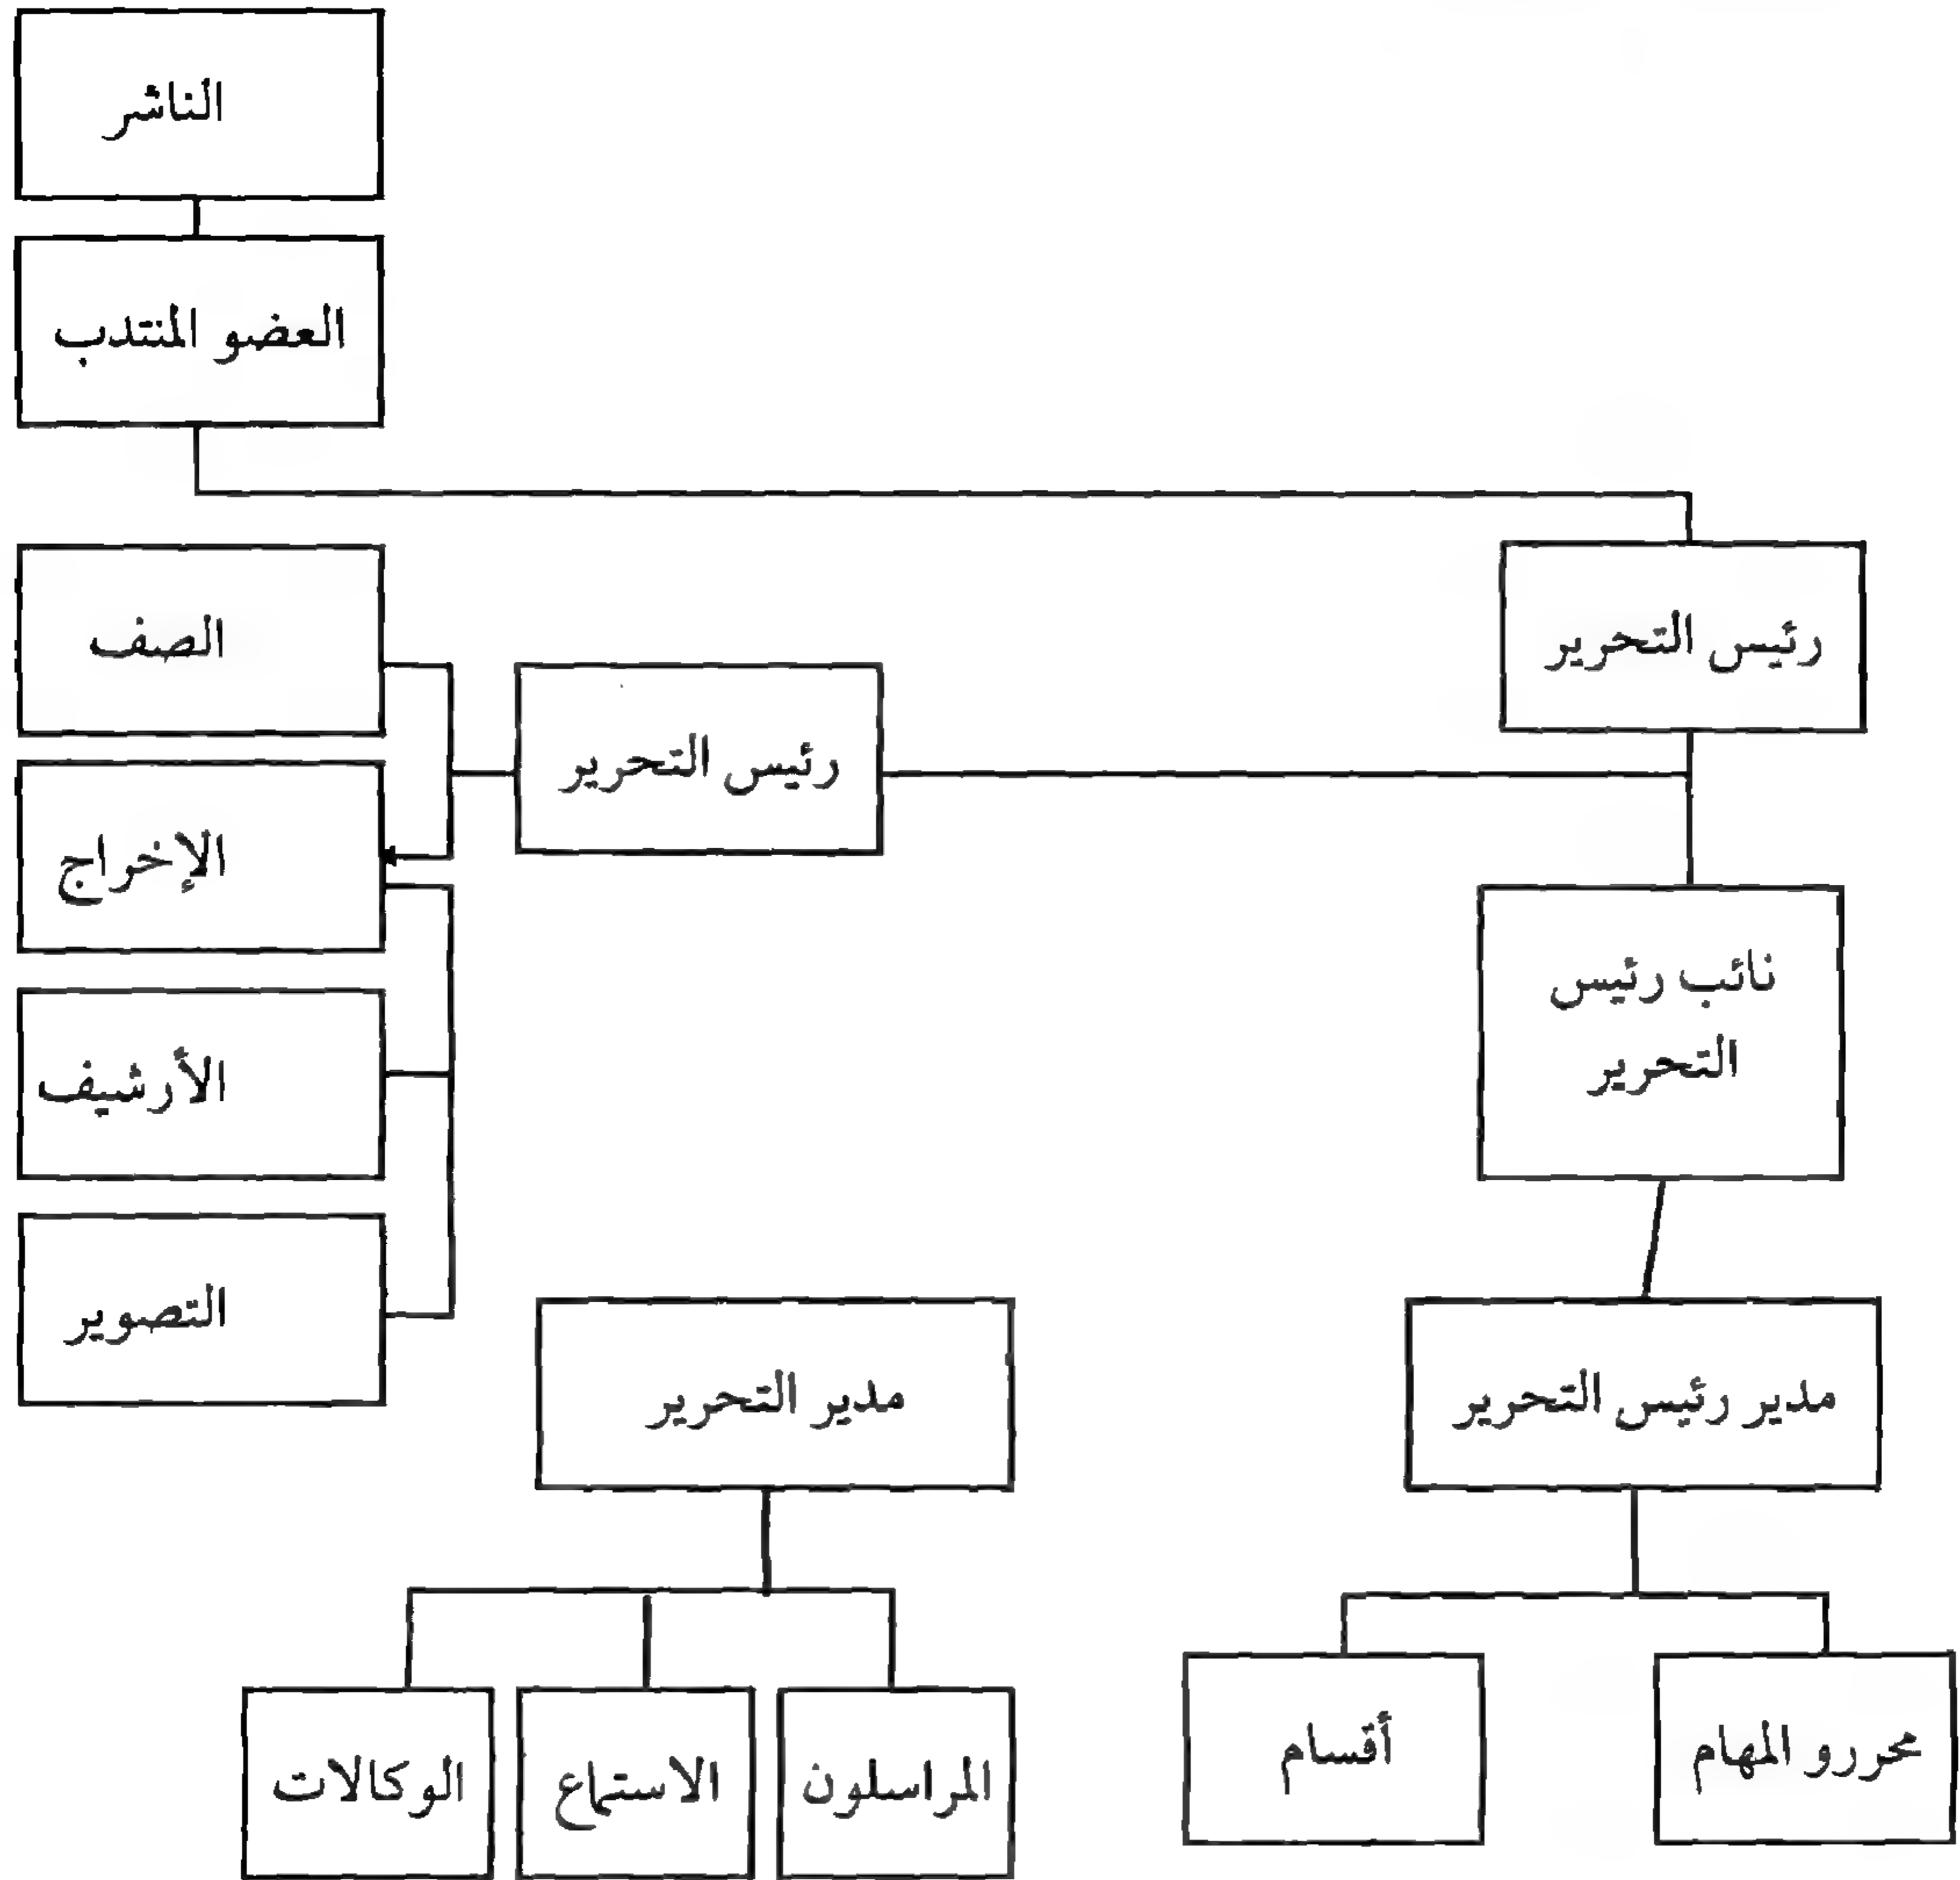 الناشر
العضو المنتدب
رئيس التحرير
الصف
رئيس التحرير
الإخراج
نائب رئيس
التحرير
الأرشيف
التصوير
مدير رئيس التحرير
مدير التحرير
محررو المهام
أقسام
المراسلون
الاستماع
الوكالات